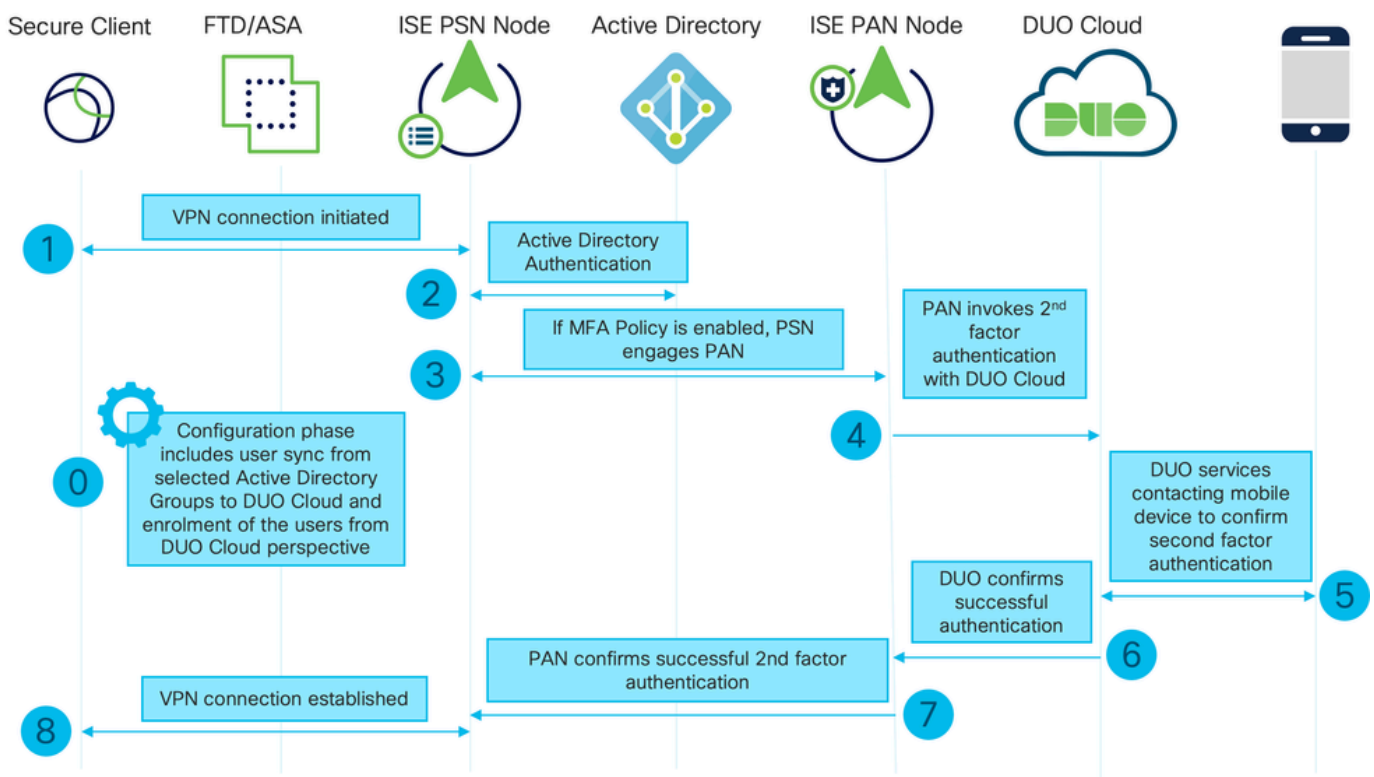 Secure Client
FTD/ASA
ISE PSN Node
Active Directory
ISE PAN Node
DUO Cloud
DUO
VPN connection initiated
1
Active Directory
Authentication
2
If MFA Policy is enabled, PSN
engages PAN
3
PAN invokes 2nd
factor
authentication
with DUO Cloud
4
Configuration phase
includes user sync from
selected Active Directory
Groups to DUO Cloud and
enrolment of the users from
DUO Cloud perspective
0
DUO services
contacting mobile
device to confirm
second factor
authentication
5
DUO confirms
successful
authentication
6
PAN confirms successful 2nd factor
authentication
7
VPN connection established
8